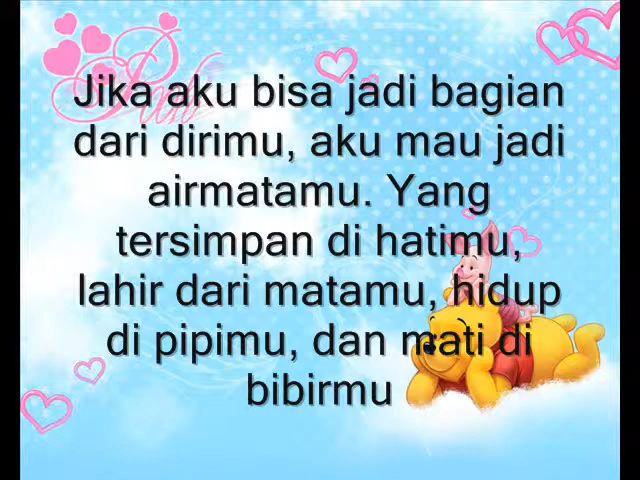 Jika aku bisa jadi bagian
dari dirimu, aku mau jadi
airmatamu. Yang
tersimpan di hatimu,
lahir dari matamu, hidup
di pipimu, dan mati di
bibirmu